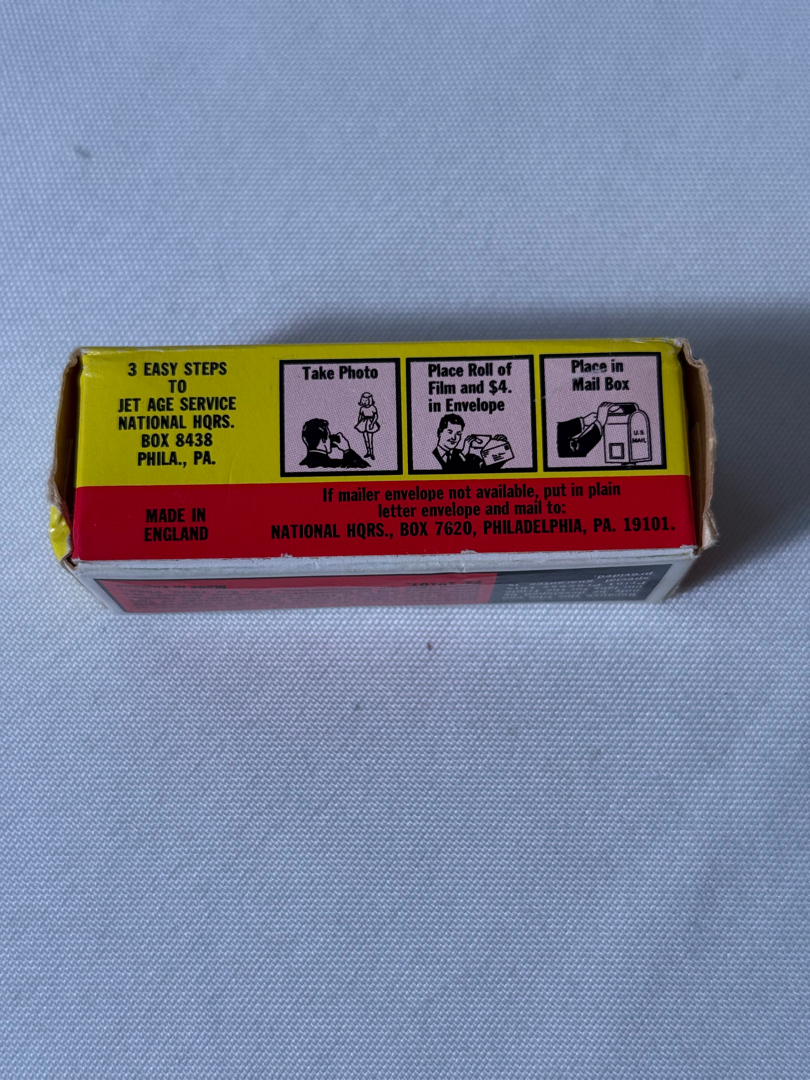 3 EASY STEPS
TO
JET AGE SERVICE
NATIONAL HQRS.
BOX 8438
PHILA., PA.
Take Photo
Place Roll of
Film and $4.
in Envelope
Place in
Mail Box
U.S.
MAIL
MADE IN
ENGLAND
If mailer envelope not available, put in plain
letter envelope and mail to:
NATIONAL HQRS., BOX 7620, PHILADELPHIA, PA. 19101.